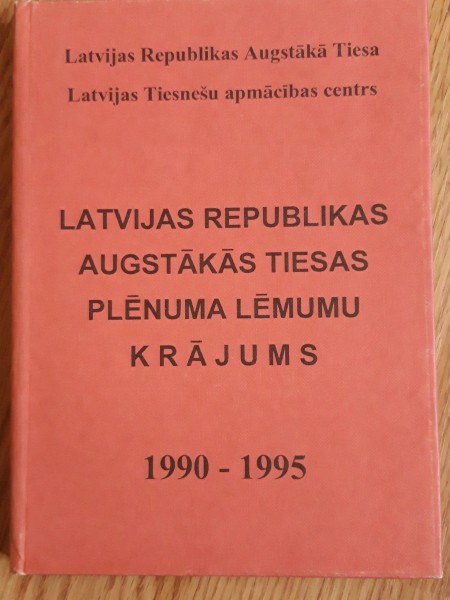 Latvijas Republikas Augstākā Tiesa
Latvijas Tiesnešu apmācības centrs
LATVIJAS REPUBLIKAS
AUGSTĀKĀS TIESAS
PLĒNUMA LĒMUMU
KRĀJUMS
1990 - 1995